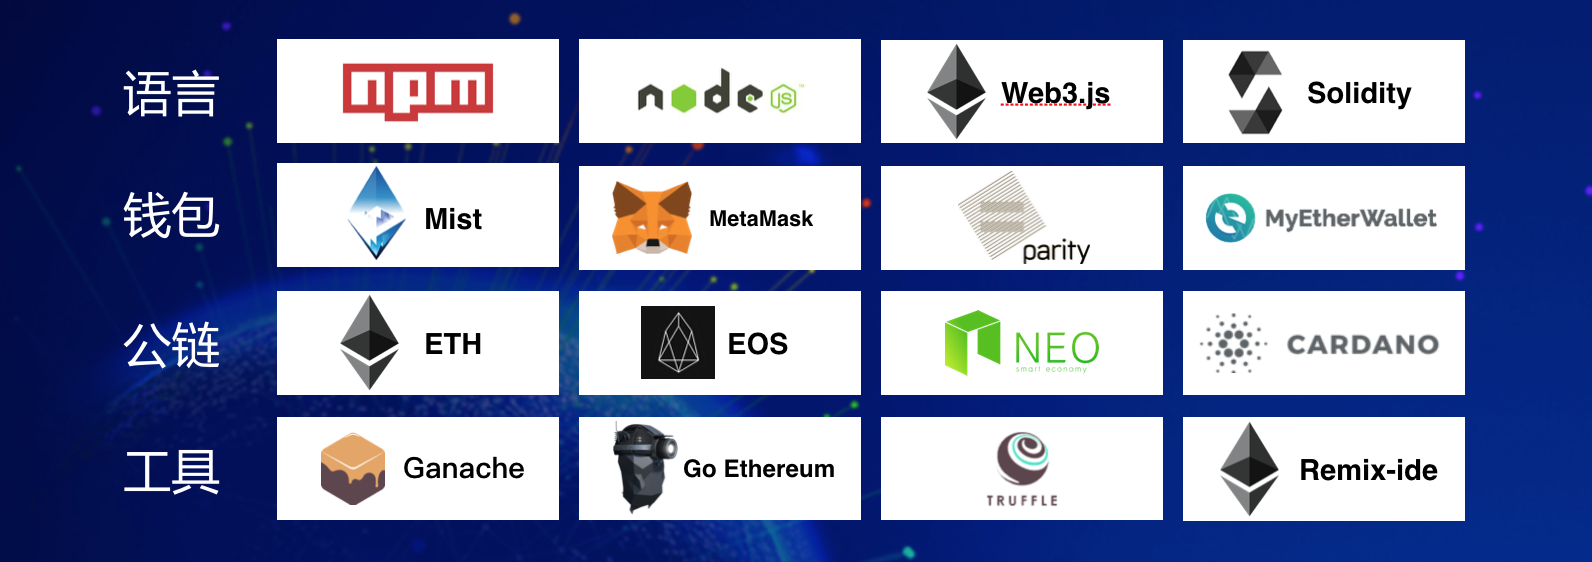 语言
npm
node JS ™
Web3.js
Solidity
钱包
Mist
MetaMask
parity
MyEtherWallet
公链
ETH
EOS
NEO
smart economy
CARDANO
工具
Ganache
Go Ethereum
TRUFFLE
Remix-ide